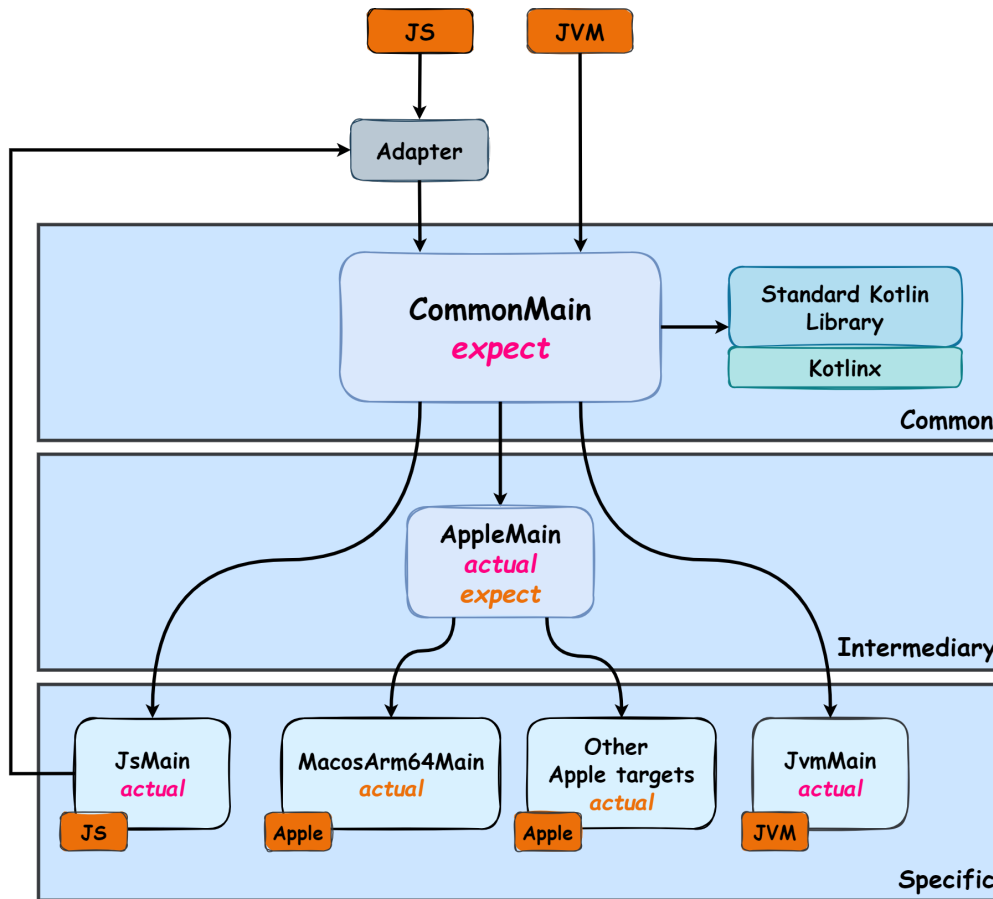 JS
JVM
Adapter
CommonMain
expect
Standard Kotlin
Library
Kotlinx
Common
AppleMain
actual
expect
Intermediary
JsMain
actual
JS
MacosArm64Main
actual
Apple
Other
Apple targets
actual
Apple
JvmMain
actual
JVM
Specific